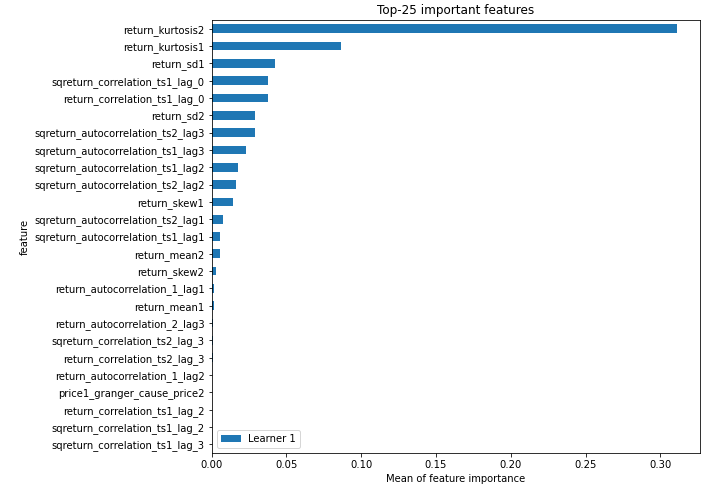 Top-25 important features
return_kurtosis2
return_kurtosis1
return_sd1
sqreturn_correlation_ts1_lag_0
return_correlation_ts1_lag_0
return_sd2
sqreturn_autocorrelation_ts2_lag3
sqreturn_autocorrelation_ts1_lag3
sqreturn_autocorrelation_ts1_lag2
sqreturn_autocorrelation_ts2_lag2
return_skew1
sqreturn_autocorrelation_ts2_lag1
sqreturn_autocorrelation_ts1_lag1
return_mean2
return_skew2
return_autocorrelation_1_lag1
return_mean1
return_autocorrelation_2_lag3
sqreturn_correlation_ts2_lag_3
return_correlation_ts2_lag_3
return_autocorrelation_1_lag2
price1_granger_cause_price2
return_correlation_ts1_lag_2
sqreturn_correlation_ts1_lag_2
sqreturn_correlation_ts1_lag_3
feature
Learner 1
0.00 0.05 0.10 0.15 0.20 0.25 0.30
Mean of feature importance